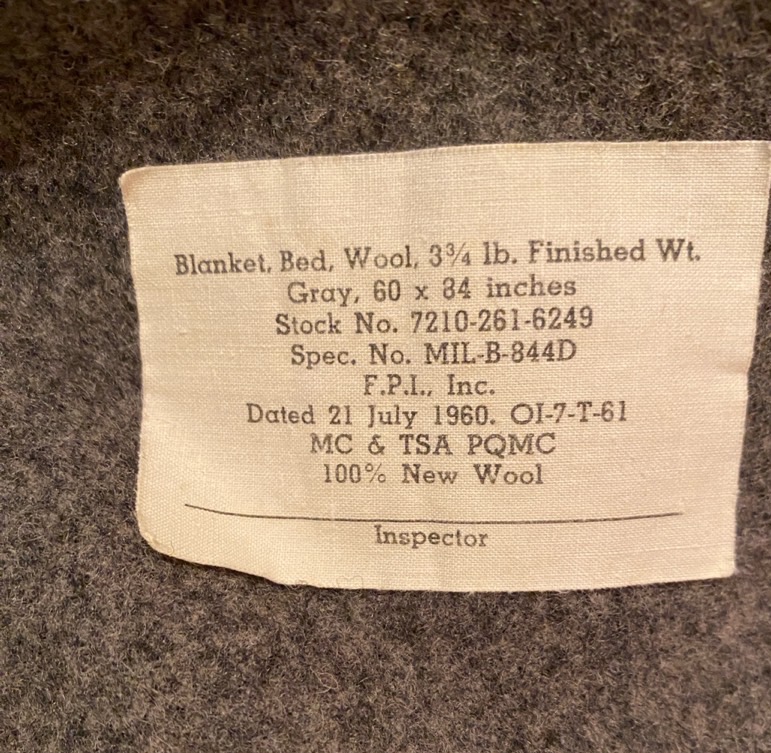 Blanket, Bed, Wool, 3¾ lb. Finished Wt.
Gray, 60 x 84 inches
Stock No. 7210-261-6249
Spec. No. MIL-B-844D
F.P.I., Inc.
Dated 21 July 1960. OI-7-T-61
MC & TSA PQMC
100% New Wool
Inspector